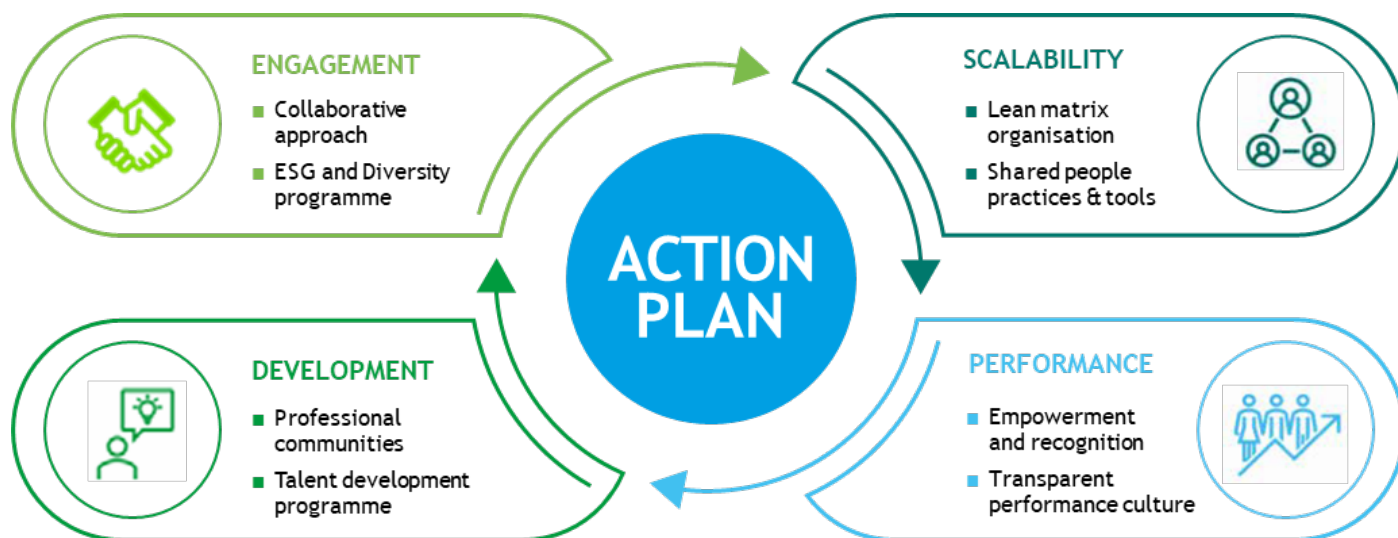 ENGAGEMENT
■ Collaborative
approach
■ ESG and Diversity
programme
SCALABILITY
■ Lean matrix
organisation
■ Shared people
practices & tools
ACTION
PLAN
DEVELOPMENT
■ Professional
communities
■ Talent development
programme
PERFORMANCE
■ Empowerment
and recognition
■ Transparent
performance culture